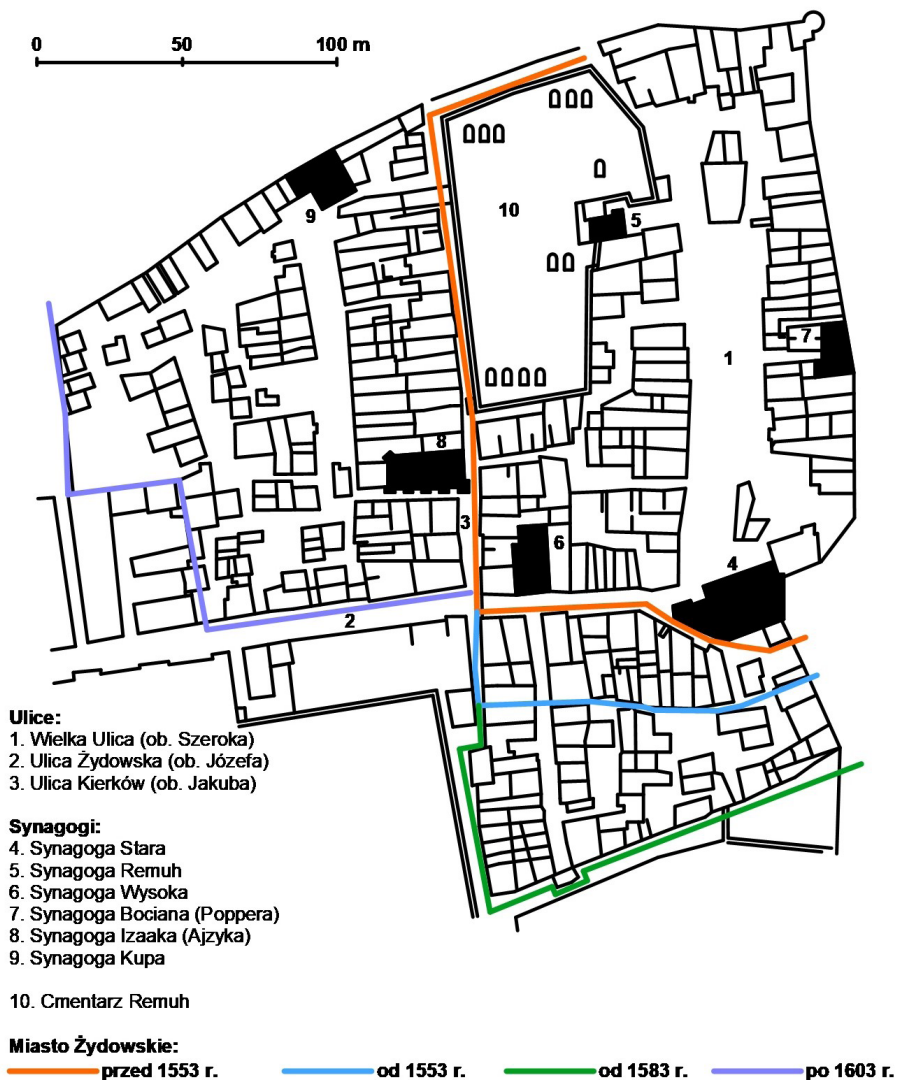 0 50 100 m
9
10
5
7
1
8
3
6
4
2
Ulice:
1. Wielka Ulica (ob. Szeroka)
2. Ulica Żydowska (ob. Józefa)
3. Ulica Kierków (ob. Jakuba)
Synagogi:
4. Synagoga Stara
5. Synagoga Remuh
6. Synagoga Wysoka
7. Synagoga Bociana (Poppera)
8. Synagoga Izaaka (Ajzyka)
9. Synagoga Kupa
10. Cmentarz Remuh
Miasto Żydowskie:
przed 1553 r. od 1553 r. od 1583 r. po 1603 r.